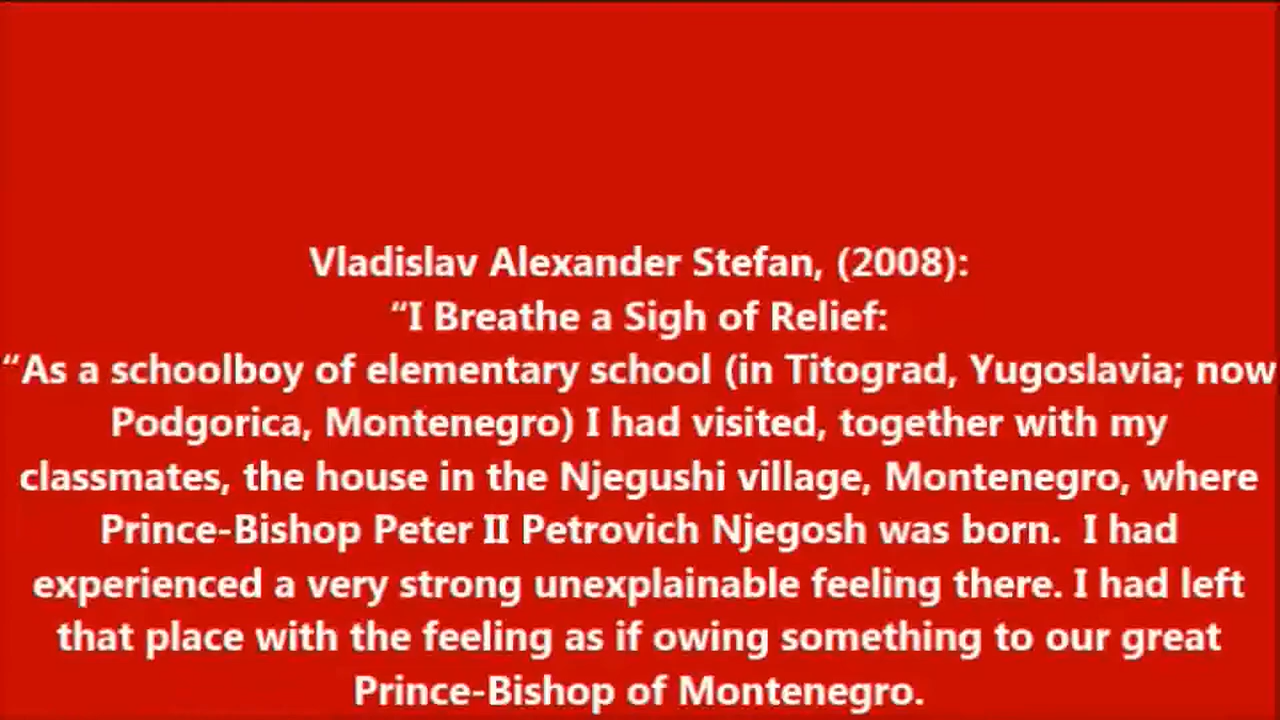 Vladislav Alexander Stefan, (2008):
“I Breathe a Sigh of Relief:
“As a schoolboy of elementary school (in Titograd, Yugoslavia; now
Podgorica, Montenegro) I had visited, together with my
classmates, the house in the Njegushi village, Montenegro, where
Prince-Bishop Peter II Petrovich Njegosh was born.  I had
experienced a very strong unexplainable feeling there. I had left
that place with the feeling as if owing something to our great
Prince-Bishop of Montenegro.